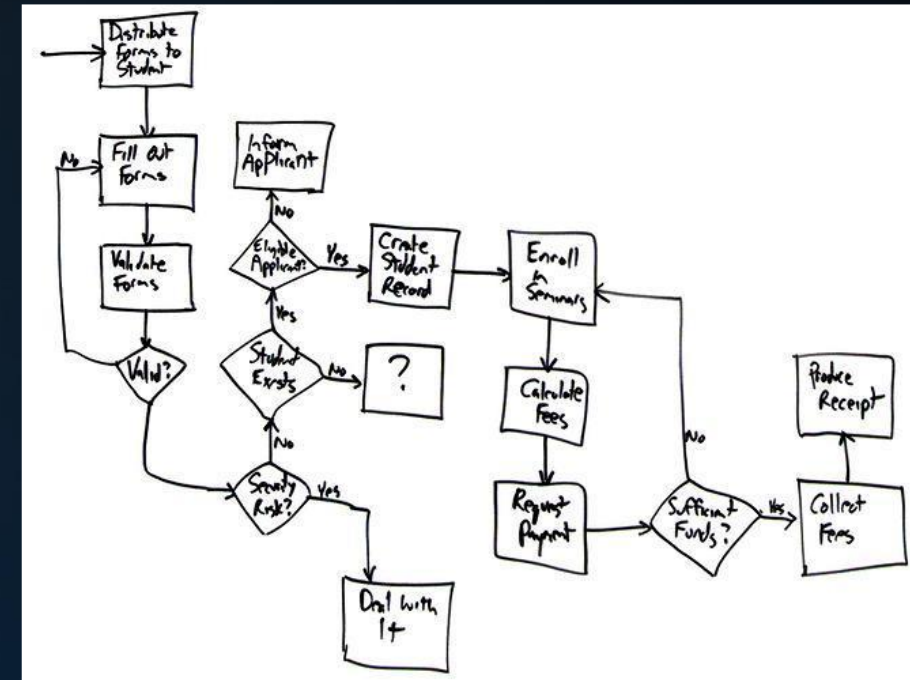 Distribute
Forms to
Student
No
Fill out
Forms
Validate
Forms
Valid?
Inform
Applicant
No
Eligible
Applicant?
Yes
Create
Student
Record
Enroll
in
Seminars
Yes
Student
Exists
No
?
No
Security
Risk?
Yes
Deal with
It
Calculate
Fees
Request
Payment
No
Sufficient
Funds?
Yes
Collect
Fees
Produce
Receipt